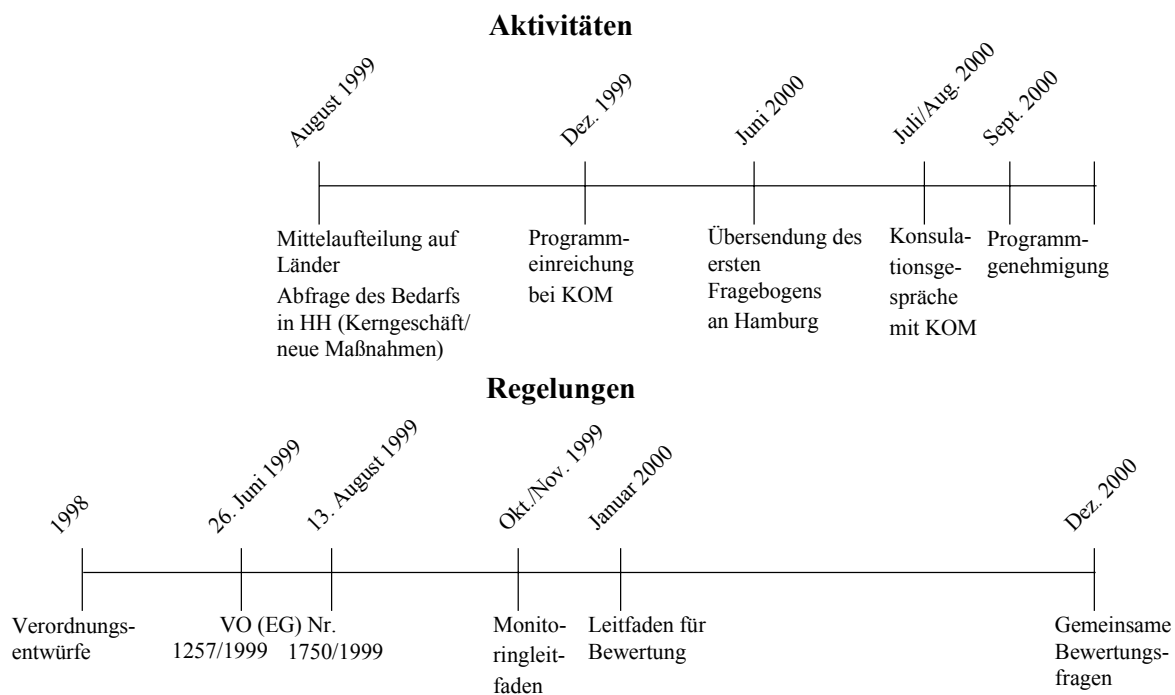 Aktivitäten
August 1999
Dez. 1999
Juni 2000
Juli/Aug. 2000
Sept. 2000
Mittelaufteilung auf
Länder
Abfrage des Bedarfs
in HH (Kerngeschäft/
neue Maßnahmen)
Programm-
einreichung
bei KOM
Übersendung des
ersten
Fragebogens
an Hamburg
Konsula-
tionsge-
spräche
mit KOM
Programm-
genehmigung
Regelungen
1998
26. Juni 1999
13. August 1999
Okt./Nov. 1999
Januar 2000
Dez. 2000
Verordnungs-
entwürfe
VO (EG) Nr.
1257/1999 1750/1999
Monito-
ringleit-
faden
Leitfaden für
Bewertung
Gemeinsame
Bewertungs-
fragen